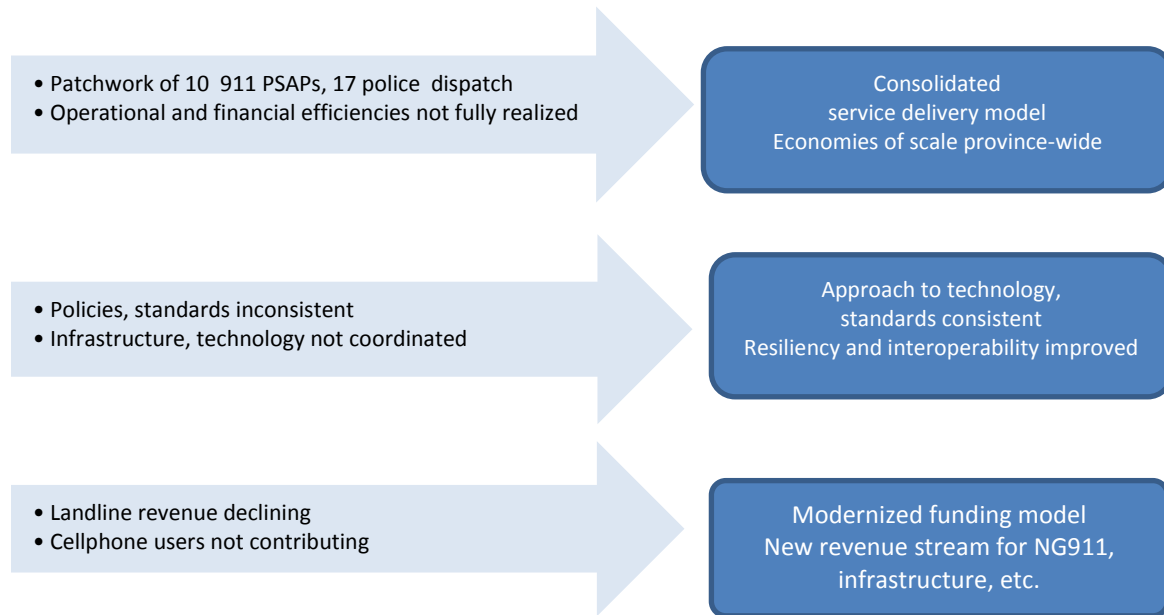 • Patchwork of 10  911 PSAPs, 17 police  dispatch
• Operational and financial efficiencies not fully realized
Consolidated
service delivery model
Economies of scale province-wide
• Policies, standards inconsistent
• Infrastructure, technology not coordinated
Approach to technology,
standards consistent
Resiliency and interoperability improved
• Landline revenue declining
• Cellphone users not contributing
Modernized funding model
New revenue stream for NG911,
infrastructure, etc.